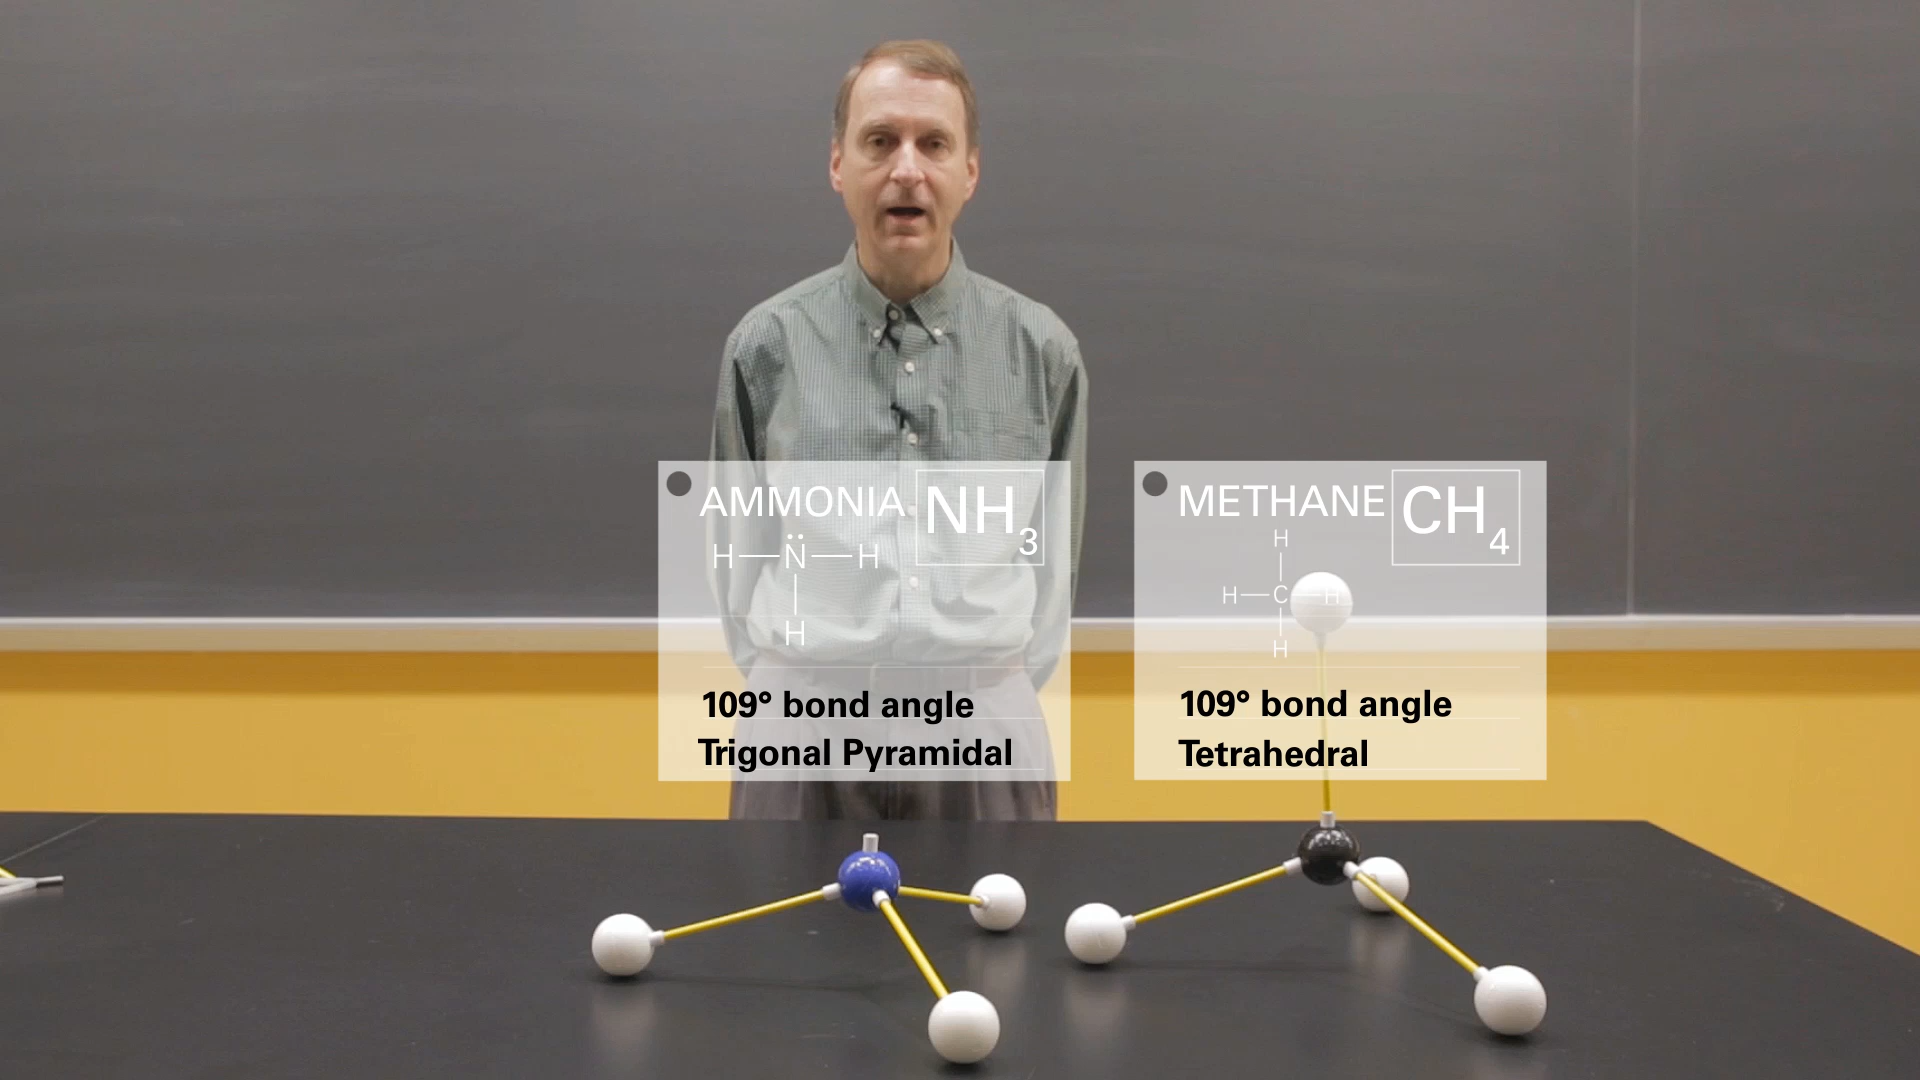 AMMONIA NH3
H—N̈—H
H
109° bond angle
Trigonal Pyramidal
METHANE CH4
H
H—C—H
H
109° bond angle
Tetrahedral